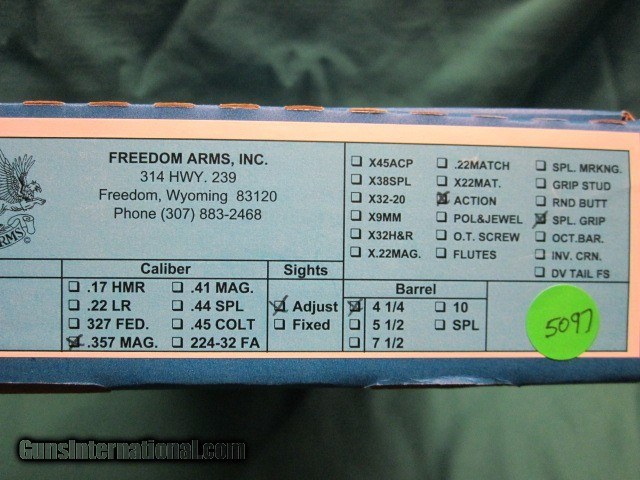 FREEDOM ARMS, INC.
314 HWY. 239
Freedom, Wyoming 83120
Phone (307) 883-2468
ARMS
☐ X45ACP ☐ .22MATCH ☐ SPL. MRKNG.
☐ X38SPL ☐ X22MAT. ☐ GRIP STUD
☐ X32-20 ☑ ACTION ☐ RND BUTT
☐ X9MM ☐ POL&JEWEL ☑ SPL. GRIP
☐ X32H&R ☐ O.T. SCREW ☐ OCT.BAR.
☐ X.22MAG. ☐ FLUTES ☐ INV. CRN.
☐ DV TAIL FS
Caliber
☐ .17 HMR ☐ .41 MAG.
☐ .22 LR ☐ .44 SPL
☐ 327 FED. ☐ .45 COLT
☑ .357 MAG. ☐ 224-32 FA
Sights
☑ Adjust
☐ Fixed
Barrel
☑ 4 1/4 ☐ 10
☐ 5 1/2 ☐ SPL
☐ 7 1/2
5097
GunsInternational.com